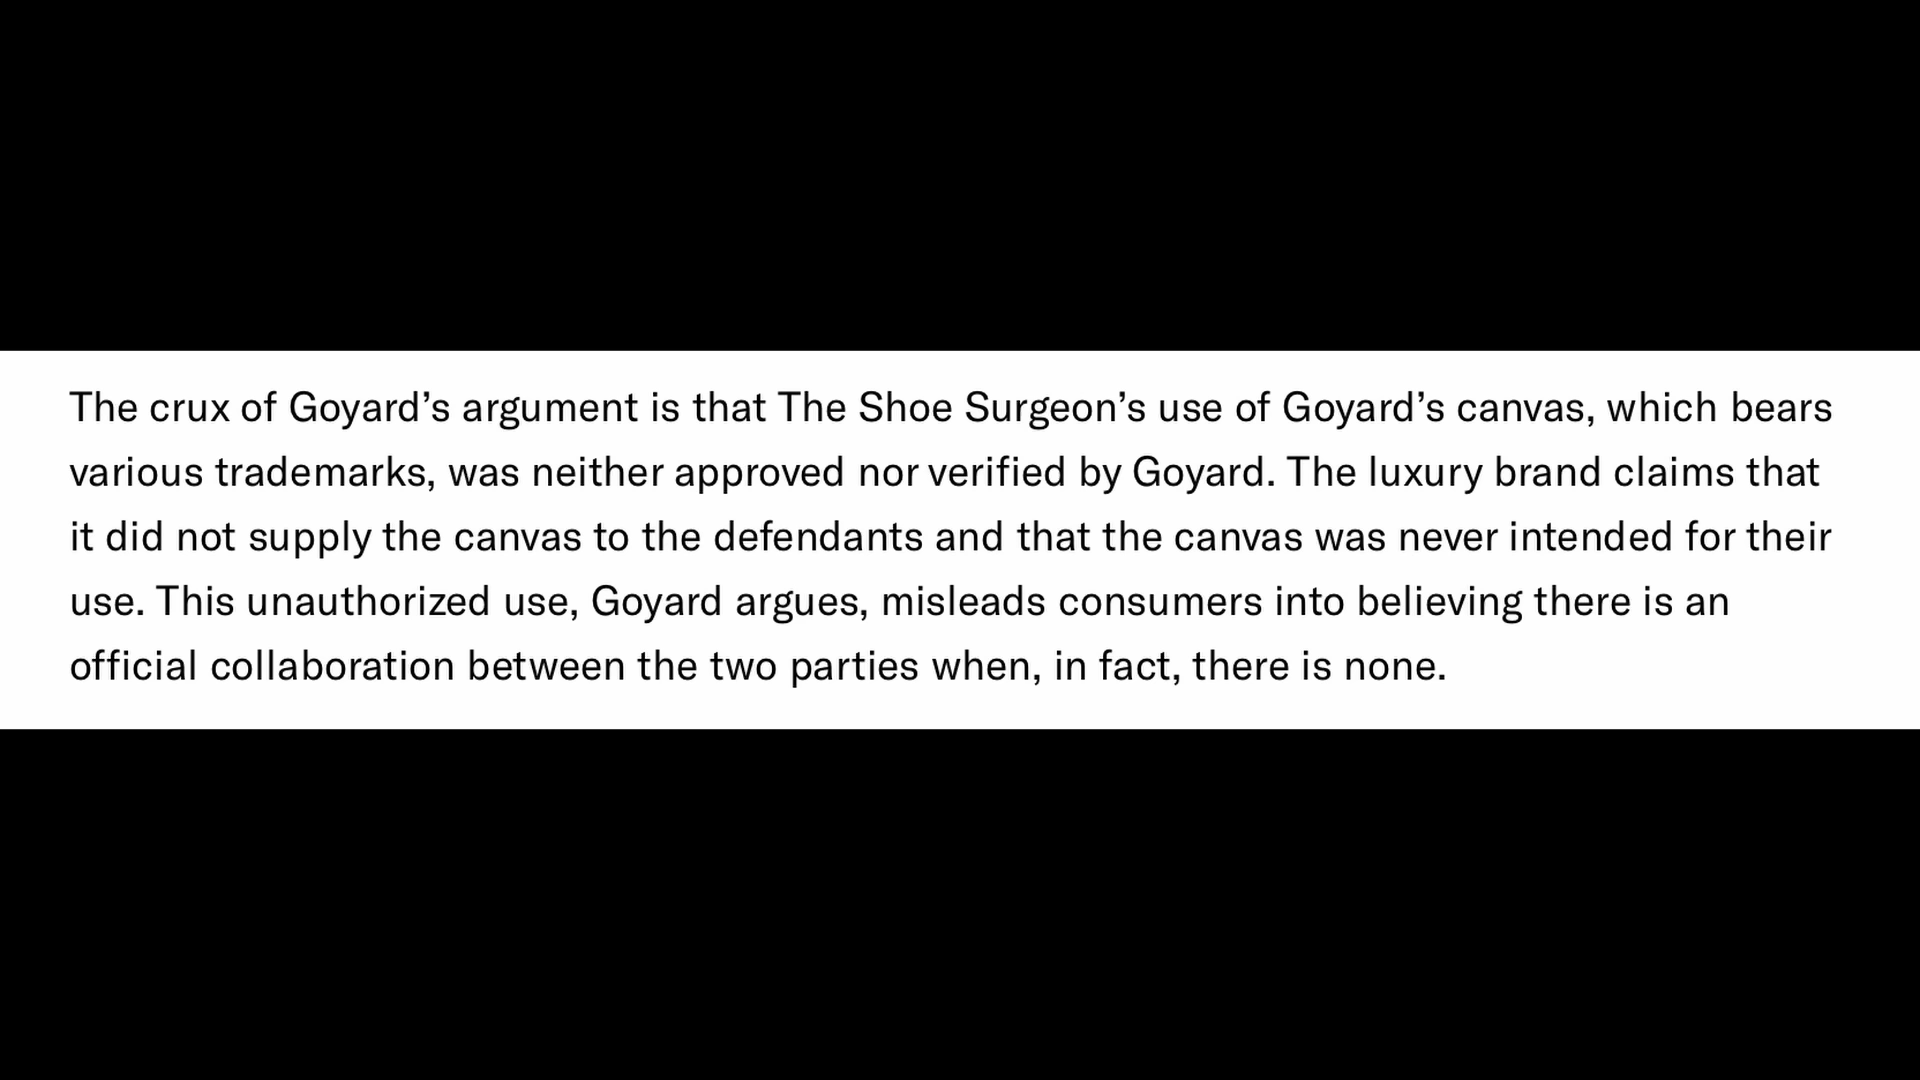 The crux of Goyard’s argument is that The Shoe Surgeon’s use of Goyard’s canvas, which bears
various trademarks, was neither approved nor verified by Goyard. The luxury brand claims that
it did not supply the canvas to the defendants and that the canvas was never intended for their
use. This unauthorized use, Goyard argues, misleads consumers into believing there is an
official collaboration between the two parties when, in fact, there is none.